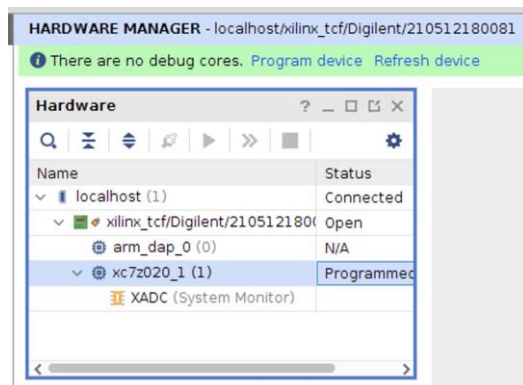 HARDWARE MANAGER - localhost/xilinx_tcf/Digilent/210512180081
There are no debug cores. Program device Refresh device
Hardware
Name Status
localhost (1) Connected
xilinx_tcf/Digilent/2105121800 Open
arm_dap_0 (0) N/A
xc7z020_1 (1) Programmed
XADC (System Monitor)